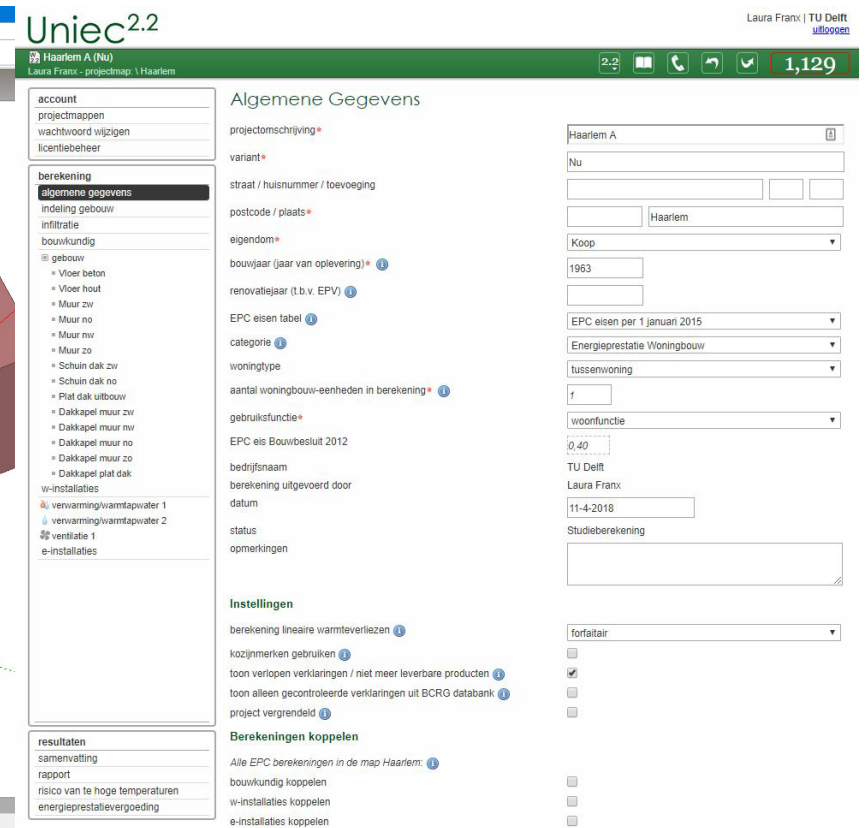 Uniec2.2
Laura Franx | TU Delft
uitloggen
Haarlem A (Nu)
Laura Franx - projectmap: \ Haarlem
2.2
1,129
account
projectmappen
wachtwoord wijzigen
licentiebeheer
berekening
algemene gegevens
indeling gebouw
infiltratie
bouwkundig
gebouw
Vloer beton
Vloer hout
Muur zw
Muur no
Muur nw
Muur zo
Schuin dak zw
Schuin dak no
Plat dak uitbouw
Dakkapel muur zw
Dakkapel muur nw
Dakkapel muur no
Dakkapel muur zo
Dakkapel plat dak
w-installaties
verwarming/warmtapwater 1
verwarming/warmtapwater 2
ventilatie 1
e-installaties
resultaten
samenvatting
rapport
risico van te hoge temperaturen
energieprestatievergoeding
Algemene Gegevens
projectomschrijving* Haarlem A
variant* Nu
straat / huisnummer / toevoeging
postcode / plaats* Haarlem
eigendom* Koop
bouwjaar (jaar van oplevering)* 1963
renovatiejaar (t.b.v. EPV)
EPC eisen tabel EPC eisen per 1 januari 2015
categorie Energieprestatie Woningbouw
woningtype tussenwoning
aantal woningbouw-eenheden in berekening* 1
gebruiksfunctie* woonfunctie
EPC eis Bouwbesluit 2012 0,40
bedrijfsnaam TU Delft
berekening uitgevoerd door Laura Franx
datum 11-4-2018
status Studieberekening
opmerkingen
Instellingen
berekening lineaire warmteverliezen forfaitair
kozijnmerken gebruiken
toon verlopen verklaringen / niet meer leverbare producten
toon alleen gecontroleerde verklaringen uit BCRG databank
project vergrendeld
Berekeningen koppelen
Alle EPC berekeningen in de map Haarlem:
bouwkundig koppelen
w-installaties koppelen
e-installaties koppelen